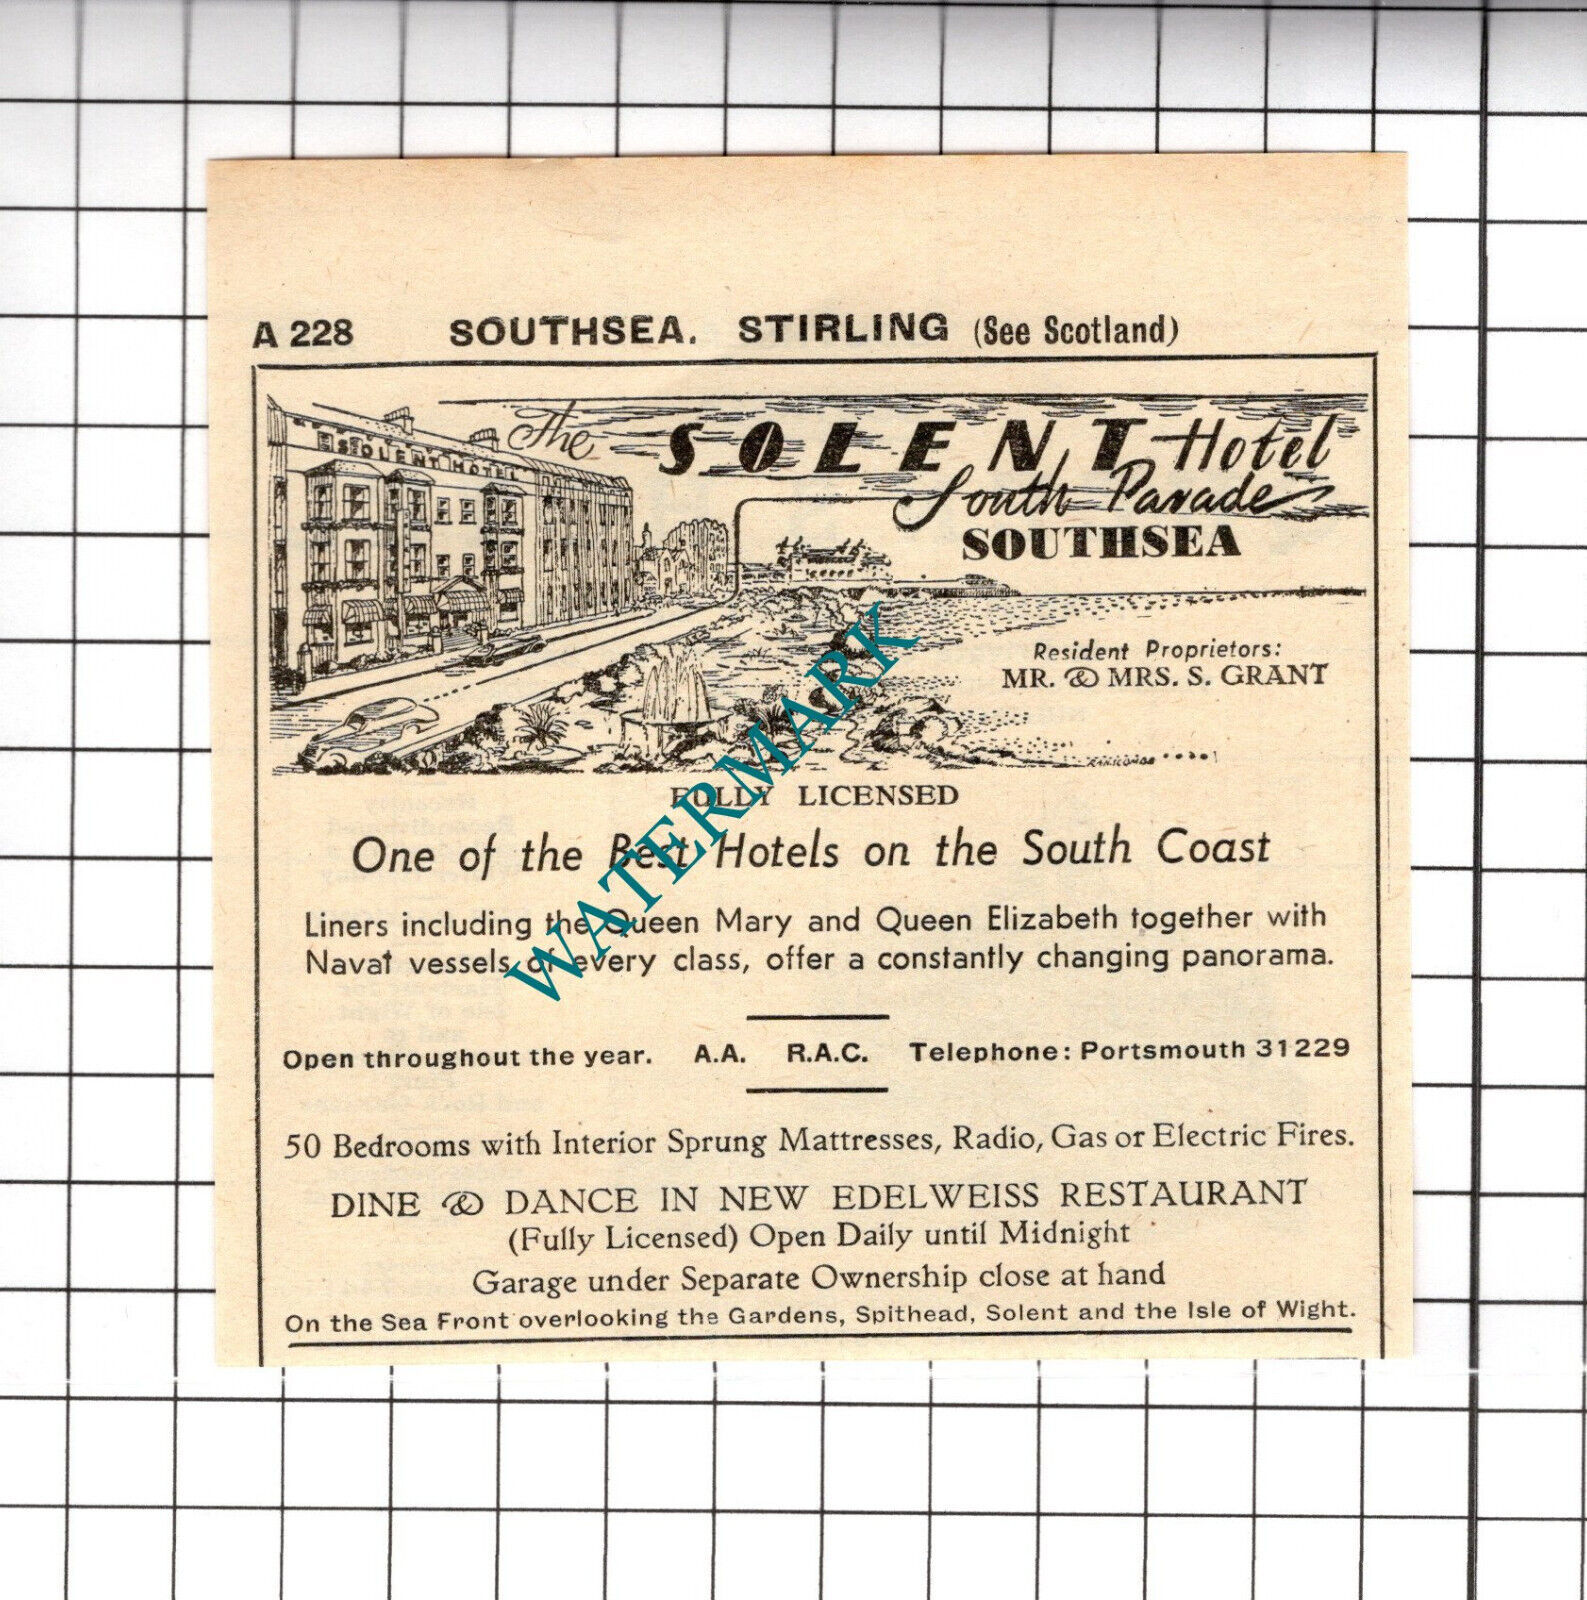 A 228 SOUTHSEA. STIRLING (See Scotland)
SOLENT HOTEL
The SOLENT Hotel
South Parade
SOUTHSEA
Resident Proprietors:
MR. & MRS. S. GRANT
FULLY LICENSED
One of the Best Hotels on the South Coast
Liners including the Queen Mary and Queen Elizabeth together with
Naval vessels of every class, offer a constantly changing panorama.
Open throughout the year. A.A. R.A.C. Telephone: Portsmouth 31229
50 Bedrooms with Interior Sprung Mattresses, Radio, Gas or Electric Fires.
DINE & DANCE IN NEW EDELWEISS RESTAURANT
(Fully Licensed) Open Daily until Midnight
Garage under Separate Ownership close at hand
On the Sea Front overlooking the Gardens, Spithead, Solent and the Isle of Wight.
WATERMARK